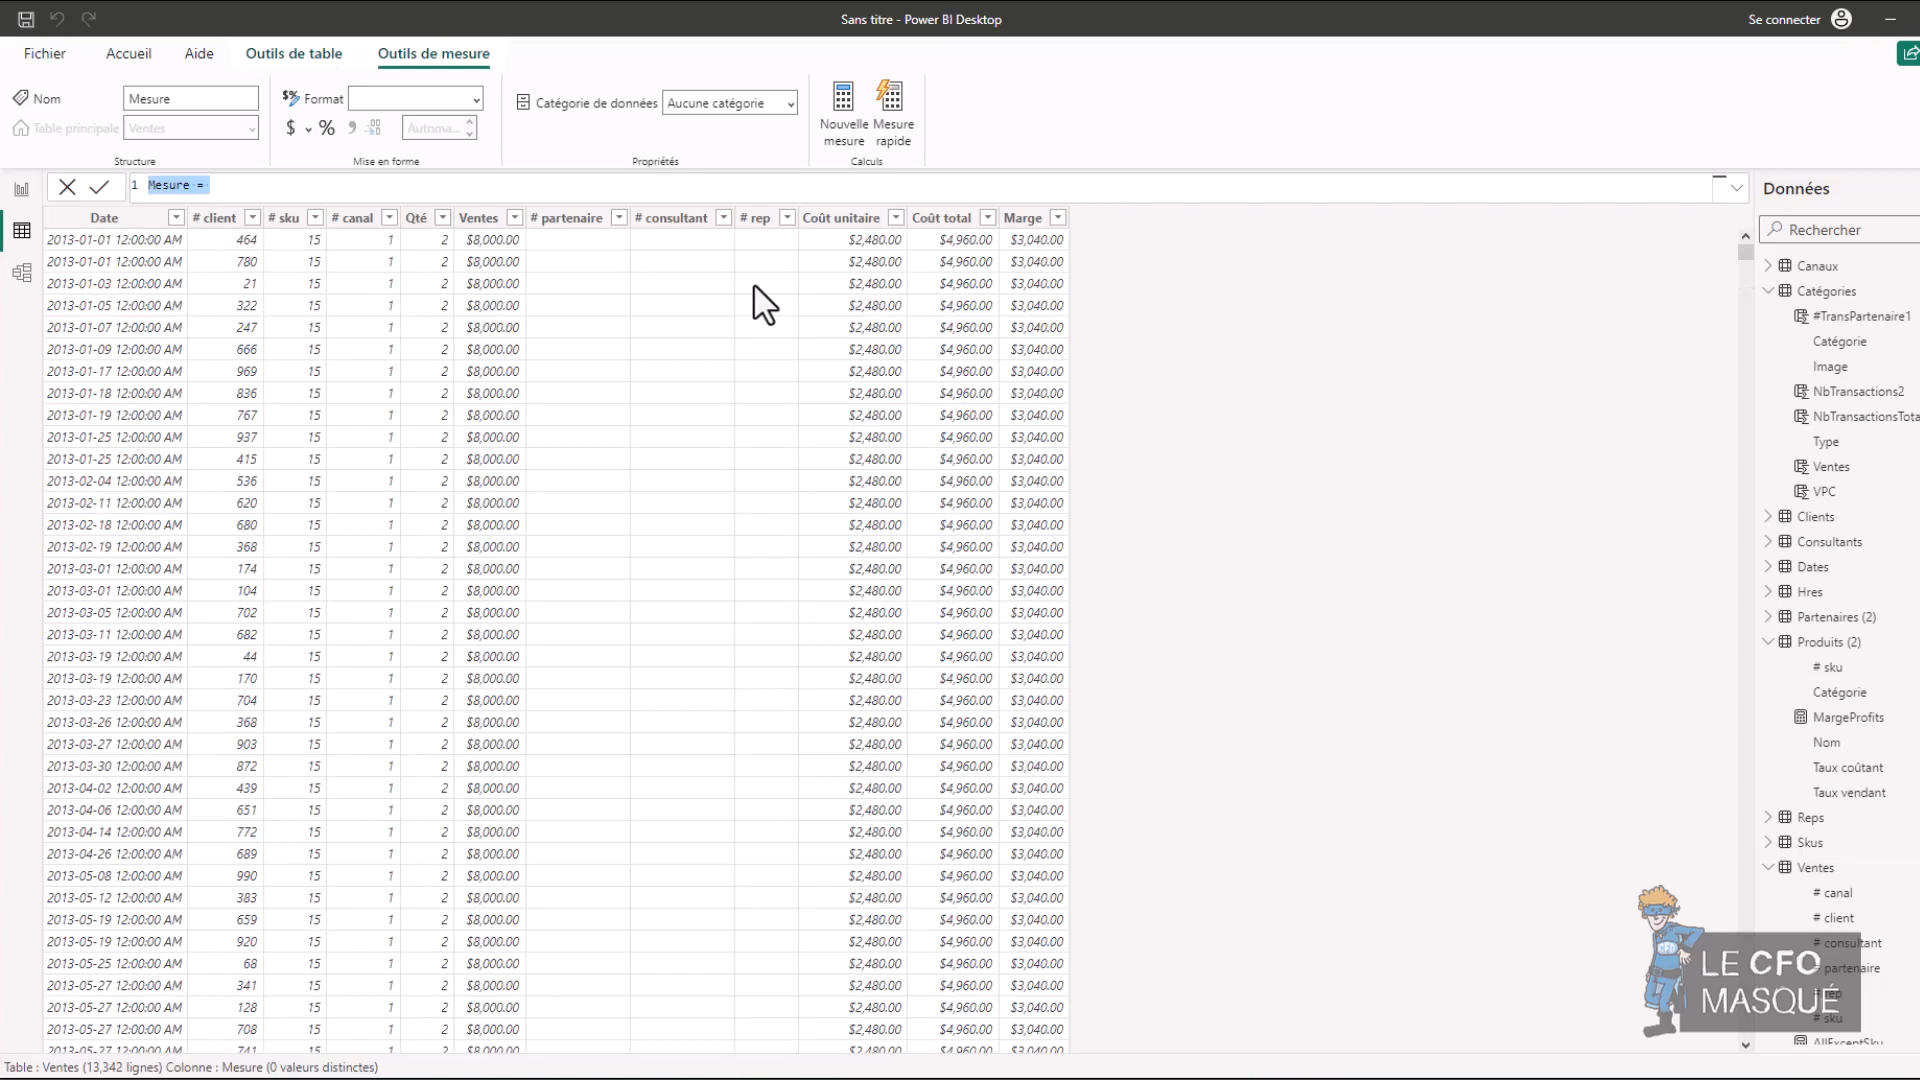 Sans titre - Power BI Desktop
Se connecter
Fichier Accueil Aide Outils de table Outils de mesure
Nom Mesure
Table principale Ventes
Structure
$% Format
$ % 9 Automa...
Mise en forme
Catégorie de données Aucune catégorie
Propriétés
Nouvelle mesure
Mesure rapide
Calculs
1 Mesure =
Date # client # sku # canal Qté Ventes # partenaire # consultant # rep Coût unitaire Coût total Marge
2013-01-01 12:00:00 AM 464 15 1 2 $8,000.00 $2,480.00 $4,960.00 $3,040.00
2013-01-01 12:00:00 AM 780 15 1 2 $8,000.00 $2,480.00 $4,960.00 $3,040.00
2013-01-03 12:00:00 AM 21 15 1 2 $8,000.00 $2,480.00 $4,960.00 $3,040.00
2013-01-05 12:00:00 AM 322 15 1 2 $8,000.00 $2,480.00 $4,960.00 $3,040.00
2013-01-07 12:00:00 AM 247 15 1 2 $8,000.00 $2,480.00 $4,960.00 $3,040.00
2013-01-09 12:00:00 AM 666 15 1 2 $8,000.00 $2,480.00 $4,960.00 $3,040.00
2013-01-17 12:00:00 AM 969 15 1 2 $8,000.00 $2,480.00 $4,960.00 $3,040.00
2013-01-18 12:00:00 AM 836 15 1 2 $8,000.00 $2,480.00 $4,960.00 $3,040.00
2013-01-19 12:00:00 AM 767 15 1 2 $8,000.00 $2,480.00 $4,960.00 $3,040.00
2013-01-25 12:00:00 AM 937 15 1 2 $8,000.00 $2,480.00 $4,960.00 $3,040.00
2013-01-25 12:00:00 AM 415 15 1 2 $8,000.00 $2,480.00 $4,960.00 $3,040.00
2013-02-04 12:00:00 AM 536 15 1 2 $8,000.00 $2,480.00 $4,960.00 $3,040.00
2013-02-11 12:00:00 AM 620 15 1 2 $8,000.00 $2,480.00 $4,960.00 $3,040.00
2013-02-18 12:00:00 AM 680 15 1 2 $8,000.00 $2,480.00 $4,960.00 $3,040.00
2013-02-19 12:00:00 AM 368 15 1 2 $8,000.00 $2,480.00 $4,960.00 $3,040.00
2013-03-01 12:00:00 AM 174 15 1 2 $8,000.00 $2,480.00 $4,960.00 $3,040.00
2013-03-01 12:00:00 AM 104 15 1 2 $8,000.00 $2,480.00 $4,960.00 $3,040.00
2013-03-05 12:00:00 AM 702 15 1 2 $8,000.00 $2,480.00 $4,960.00 $3,040.00
2013-03-11 12:00:00 AM 682 15 1 2 $8,000.00 $2,480.00 $4,960.00 $3,040.00
2013-03-19 12:00:00 AM 44 15 1 2 $8,000.00 $2,480.00 $4,960.00 $3,040.00
2013-03-19 12:00:00 AM 170 15 1 2 $8,000.00 $2,480.00 $4,960.00 $3,040.00
2013-03-23 12:00:00 AM 704 15 1 2 $8,000.00 $2,480.00 $4,960.00 $3,040.00
2013-03-26 12:00:00 AM 368 15 1 2 $8,000.00 $2,480.00 $4,960.00 $3,040.00
2013-03-27 12:00:00 AM 903 15 1 2 $8,000.00 $2,480.00 $4,960.00 $3,040.00
2013-03-30 12:00:00 AM 872 15 1 2 $8,000.00 $2,480.00 $4,960.00 $3,040.00
2013-04-02 12:00:00 AM 439 15 1 2 $8,000.00 $2,480.00 $4,960.00 $3,040.00
2013-04-06 12:00:00 AM 651 15 1 2 $8,000.00 $2,480.00 $4,960.00 $3,040.00
2013-04-14 12:00:00 AM 772 15 1 2 $8,000.00 $2,480.00 $4,960.00 $3,040.00
2013-04-26 12:00:00 AM 689 15 1 2 $8,000.00 $2,480.00 $4,960.00 $3,040.00
2013-05-08 12:00:00 AM 990 15 1 2 $8,000.00 $2,480.00 $4,960.00 $3,040.00
2013-05-12 12:00:00 AM 383 15 1 2 $8,000.00 $2,480.00 $4,960.00 $3,040.00
2013-05-19 12:00:00 AM 659 15 1 2 $8,000.00 $2,480.00 $4,960.00 $3,040.00
2013-05-19 12:00:00 AM 920 15 1 2 $8,000.00 $2,480.00 $4,960.00 $3,040.00
2013-05-25 12:00:00 AM 68 15 1 2 $8,000.00 $2,480.00 $4,960.00 $3,040.00
2013-05-27 12:00:00 AM 341 15 1 2 $8,000.00 $2,480.00 $4,960.00 $3,040.00
2013-05-27 12:00:00 AM 128 15 1 2 $8,000.00 $2,480.00 $4,960.00 $3,040.00
2013-05-27 12:00:00 AM 708 15 1 2 $8,000.00 $2,480.00 $4,960.00 $3,040.00
2013-05-27 12:00:00 AM 741 15 1 2 $8,000.00 $2,480.00 $4,960.00 $3,040.00
Données
Rechercher
Canaux
Catégories
#TransPartenaire1
Catégorie
Image
NbTransactions2
NbTransactionsTota
Type
Ventes
VPC
Clients
Consultants
Dates
Hres
Partenaires (2)
Produits (2)
# sku
Catégorie
MargeProfits
Nom
Taux coûtant
Taux vendant
Reps
Skus
Ventes
# canal
# client
# consultant
# partenaire
# rep
# sku
AllExceptSku
CFO
LE CFO
MASQUÉ
Table : Ventes (13,342 lignes) Colonne : Mesure (0 valeurs distinctes)